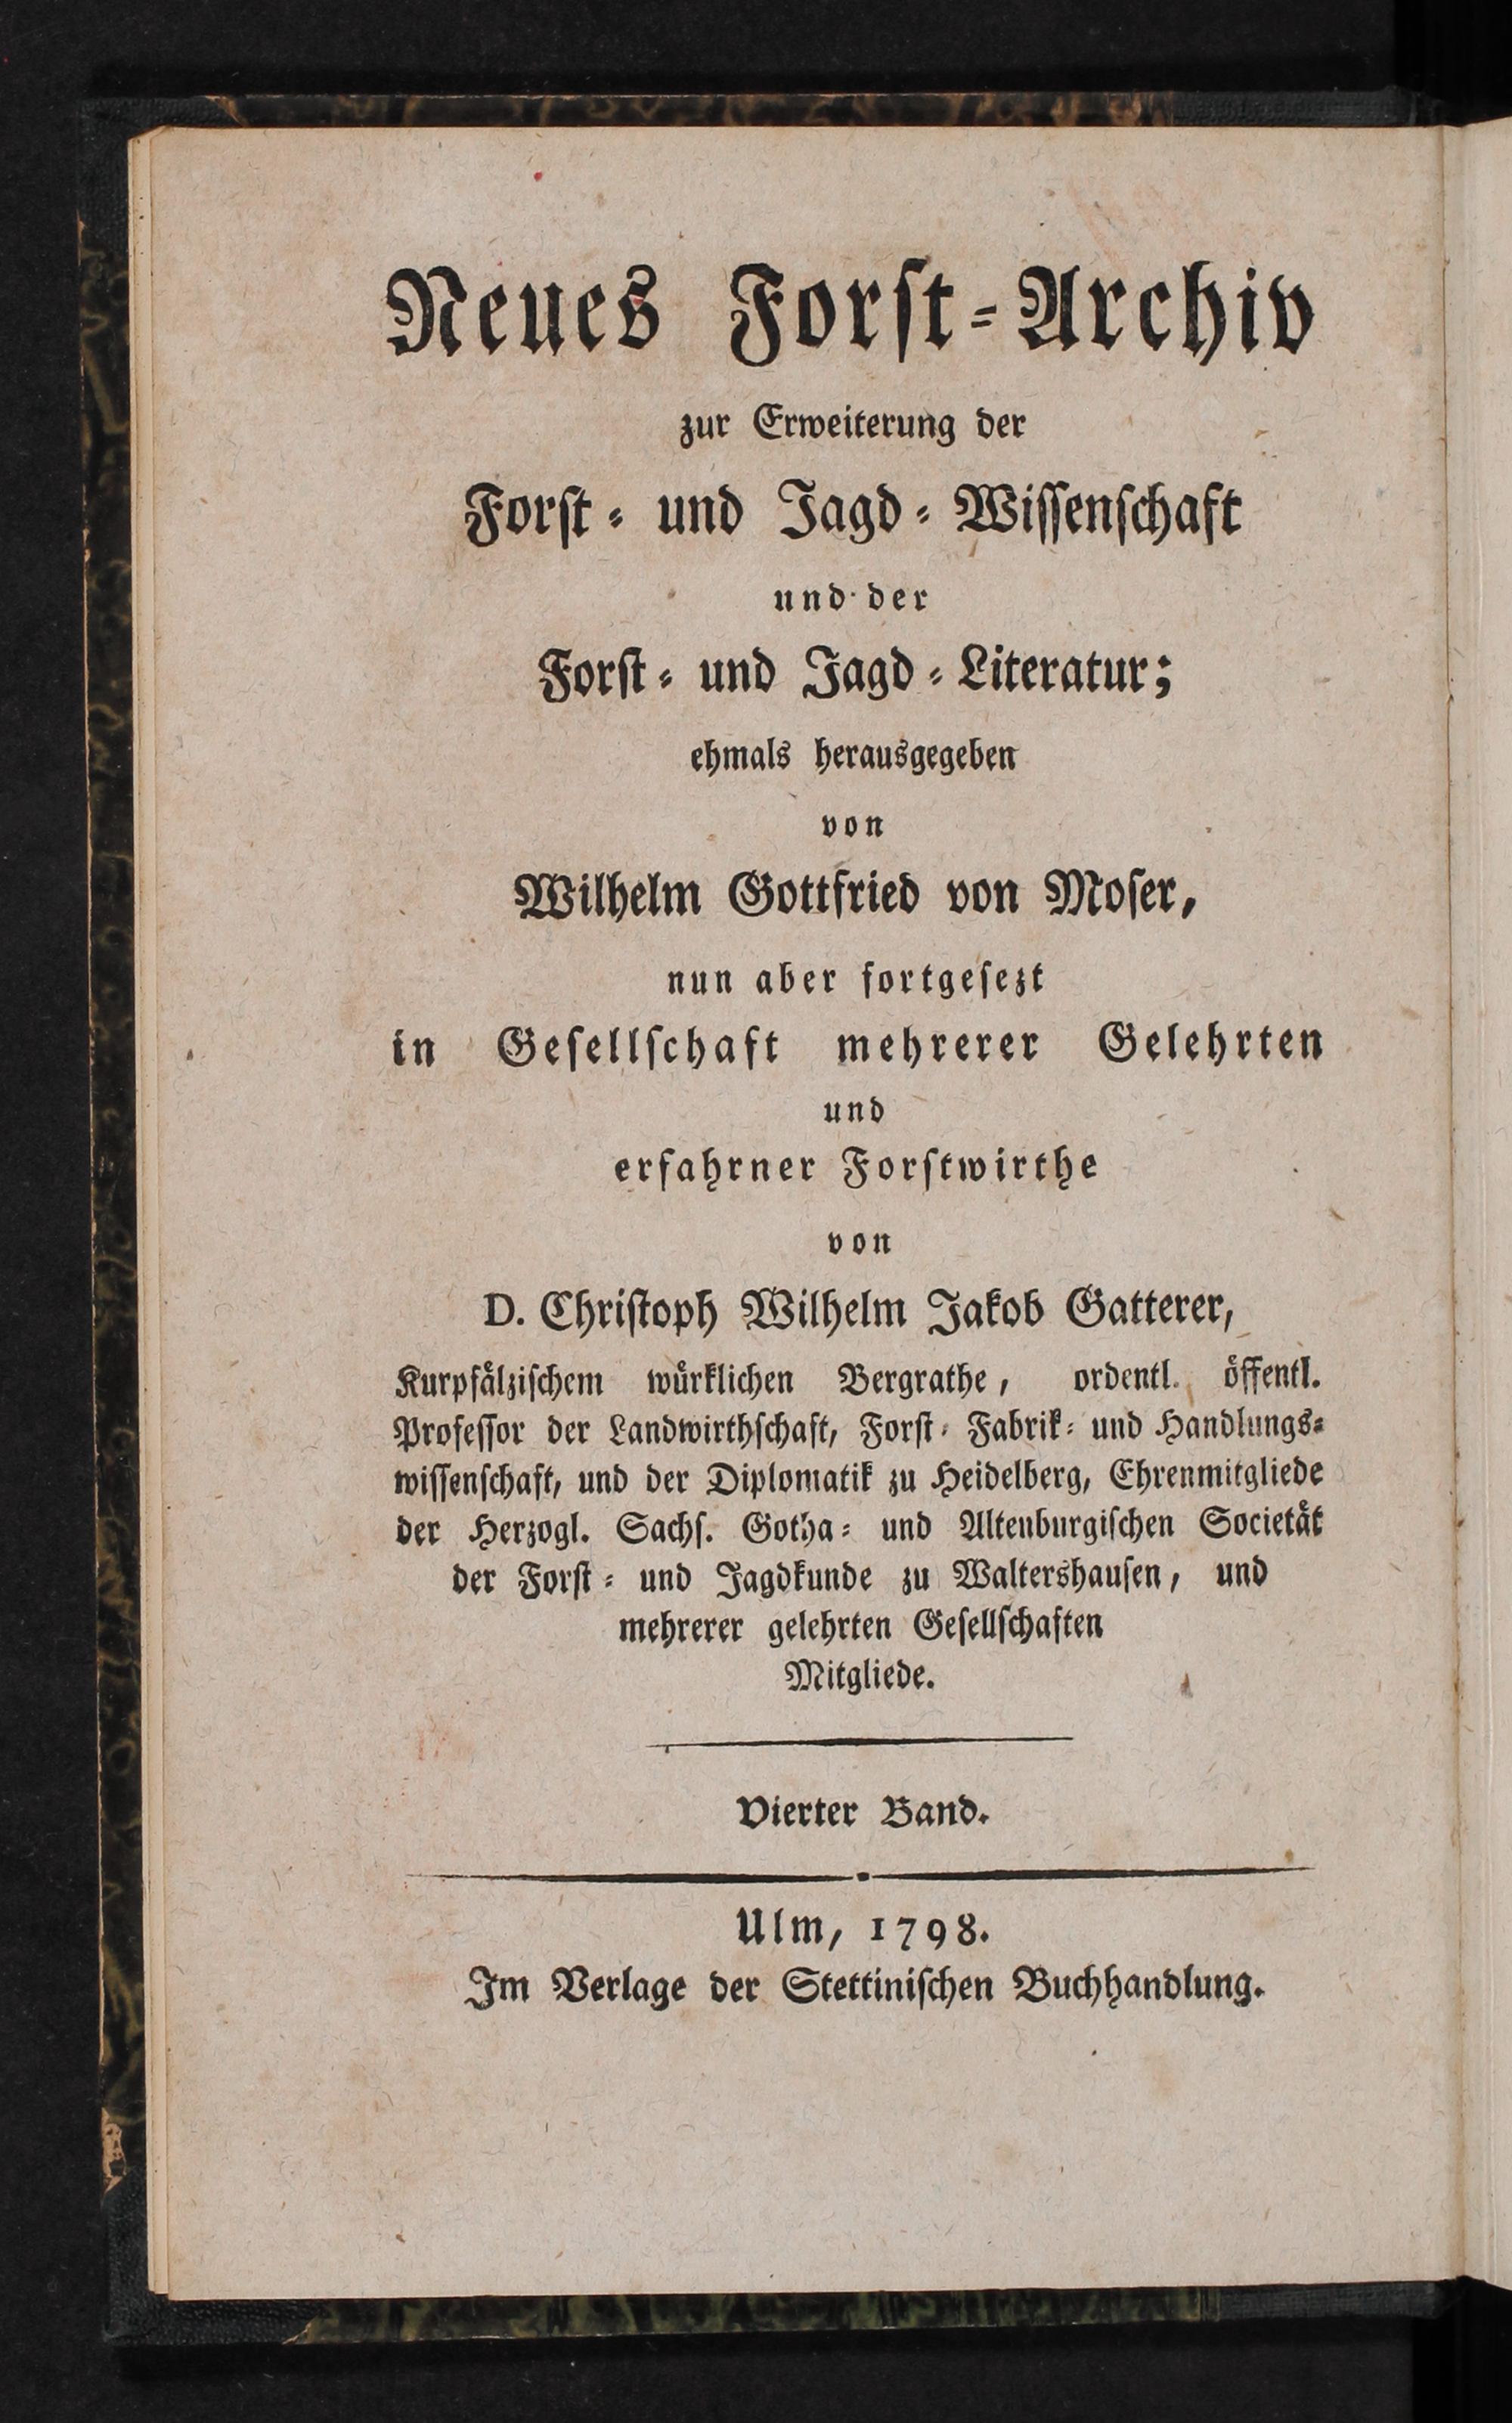 Neues Forst-Archiv
zur Erweiterung der
Forst- und Jagd-Wissenschaft
und der
Forst- und Jagd-Literatur;
ehmals herausgegeben
von
Wilhelm Gottfried von Moser,
nun aber fortgesezt
in Gesellschaft mehrerer Gelehrten
und
erfahrner Forstwirthe
von
D. Christoph Wilhelm Jakob Gatterer,
Kurpfälzischem würklichen Bergrathe, ordentl. öffentl.
Professor der Landwirthschaft, Forst- Fabrik- und Handlungs-
wissenschaft, und der Diplomatik zu Heidelberg, Ehrenmitgliede
der Herzogl. Sachs. Gotha- und Altenburgischen Societät
der Forst- und Jagdkunde zu Waltershausen, und
mehrerer gelehrten Gesellschaften
Mitgliede.
Vierter Band.
Ulm, 1798.
Im Verlage der Stettinischen Buchhandlung.